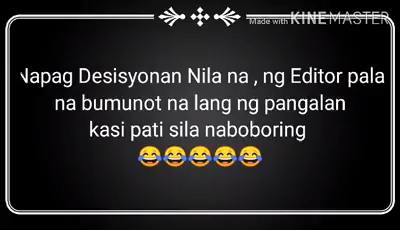 Made with KINEMASTER
Napag Desisyonan Nila na , ng Editor pala
na bumunot na lang ng pangalan
kasi pati sila naboboring
😂😂😂😂😂